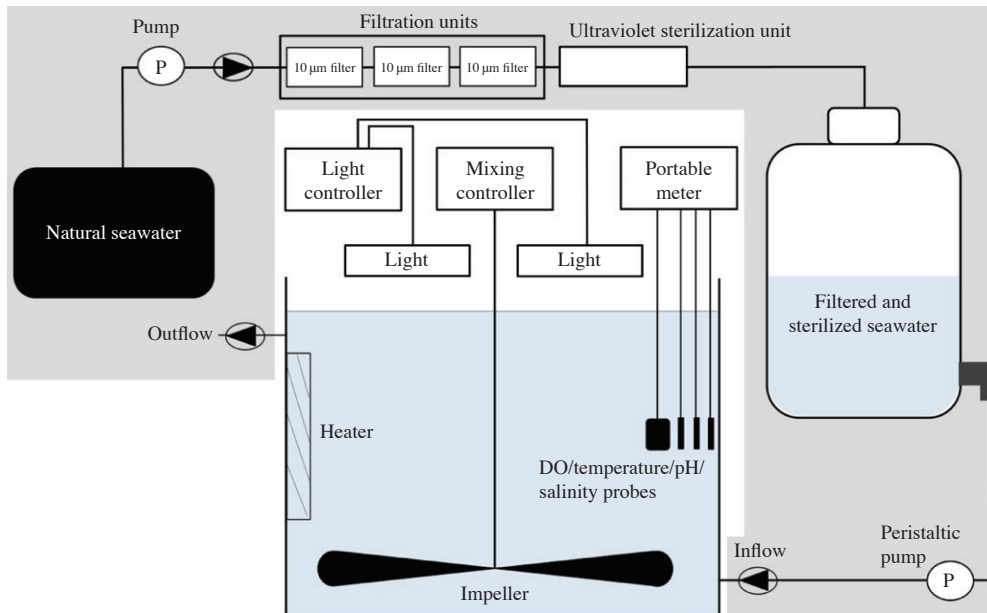 Pump
Filtration units
Ultraviolet sterilization unit
P
10 μm filter
10 μm filter
10 μm filter
Light
controller
Mixing
controller
Portable
meter
Natural seawater
Light
Light
Filtered and
sterilized seawater
Outflow
Heater
DO/temperature/pH/
salinity probes
Peristaltic
pump
Inflow
P
Impeller